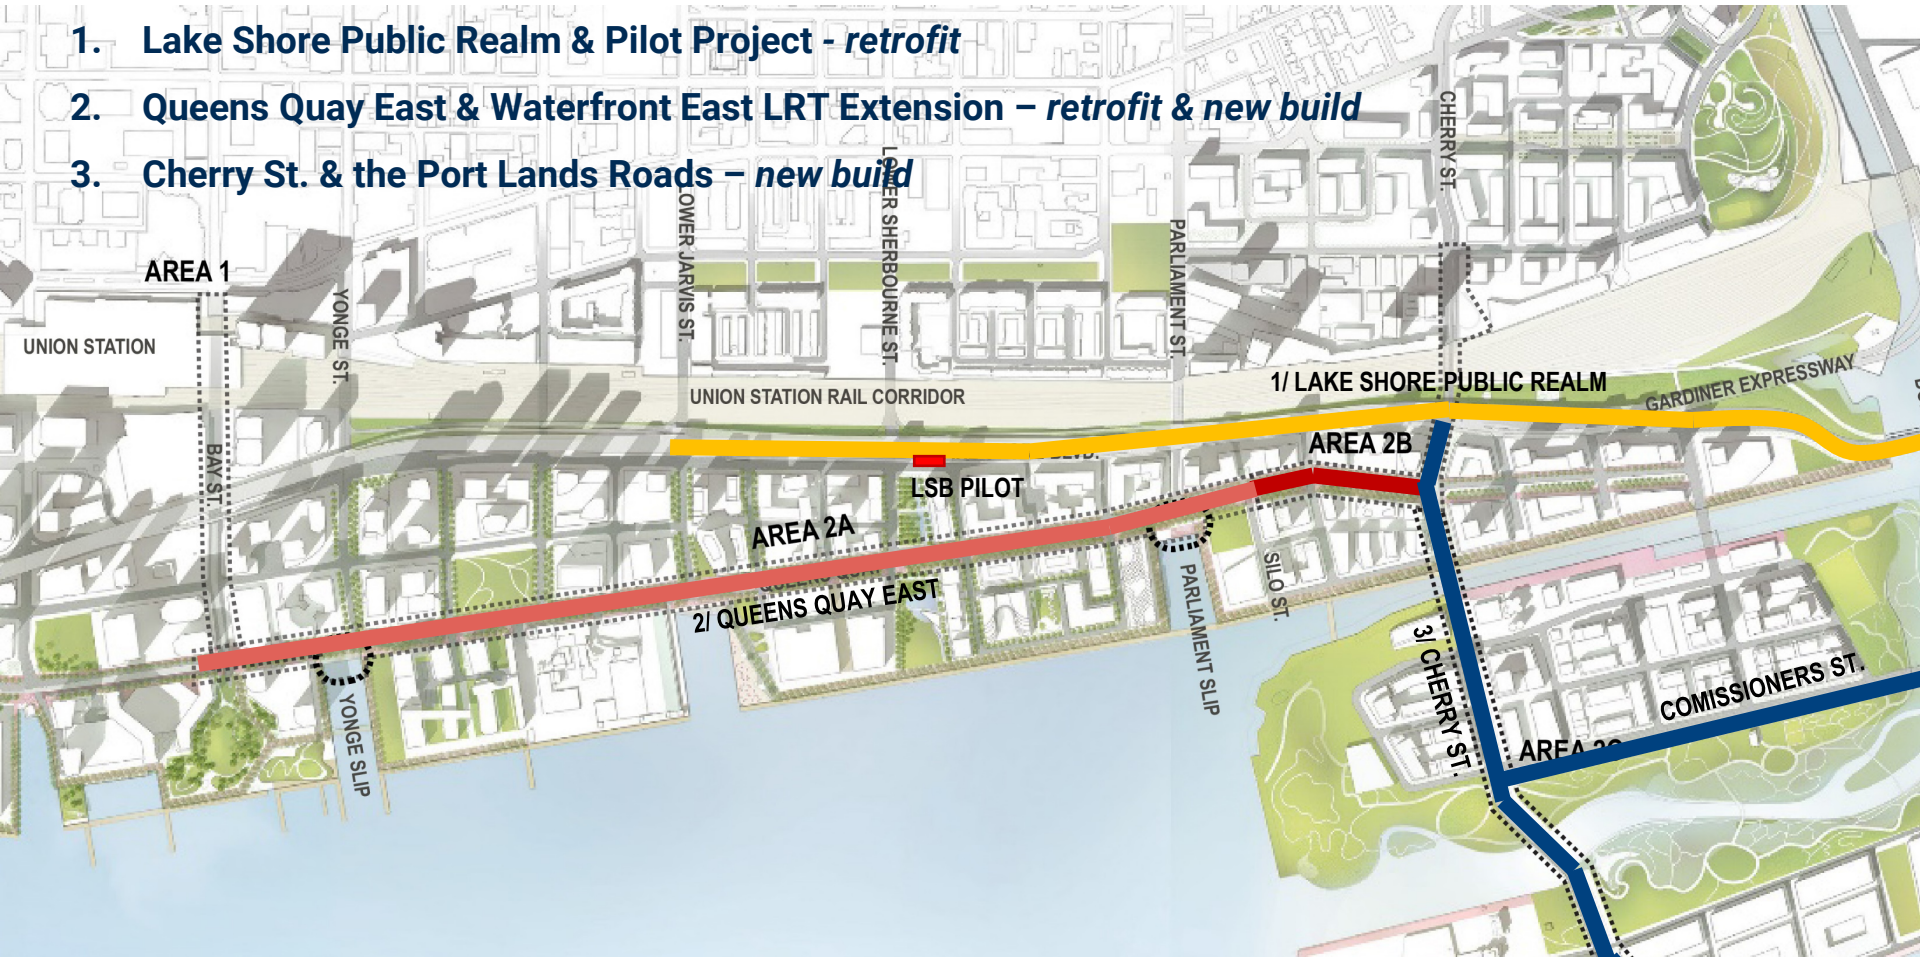 1. Lake Shore Public Realm & Pilot Project - retrofit
2. Queens Quay East & Waterfront East LRT Extension – retrofit & new build
3. Cherry St. & the Port Lands Roads – new build
CHERRY ST.
LOWER SHERBOURNE ST.
LOWER JARVIS ST.
PARLIAMENT ST.
AREA 1
YONGE ST.
UNION STATION
UNION STATION RAIL CORRIDOR
1/ LAKE SHORE PUBLIC REALM
GARDINER EXPRESSWAY
BAY ST.
BLVD.
AREA 2B
LSB PILOT
AREA 2A
2/ QUEENS QUAY EAST
SILO ST.
PARLIAMENT SLIP
3/ CHERRY ST.
COMISSIONERS ST.
AREA
YONGE SLIP